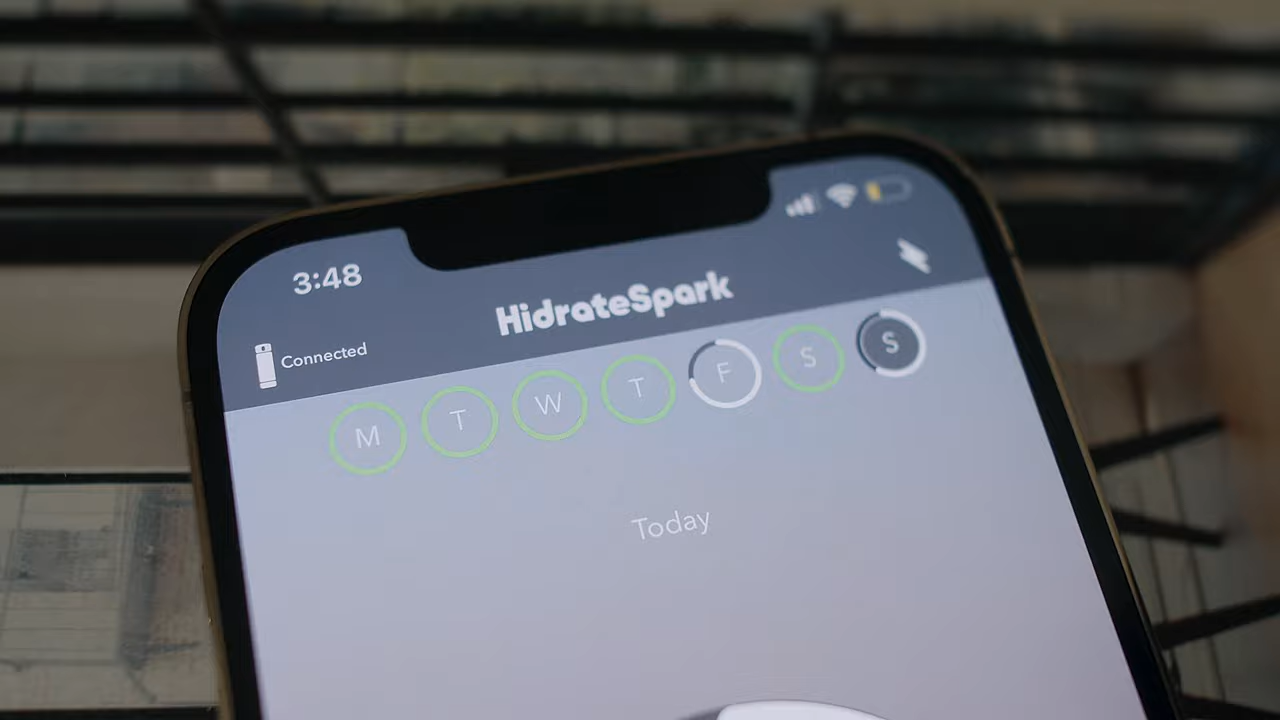 3:48
HidrateSpark
Connected
M T W T F S S
Today